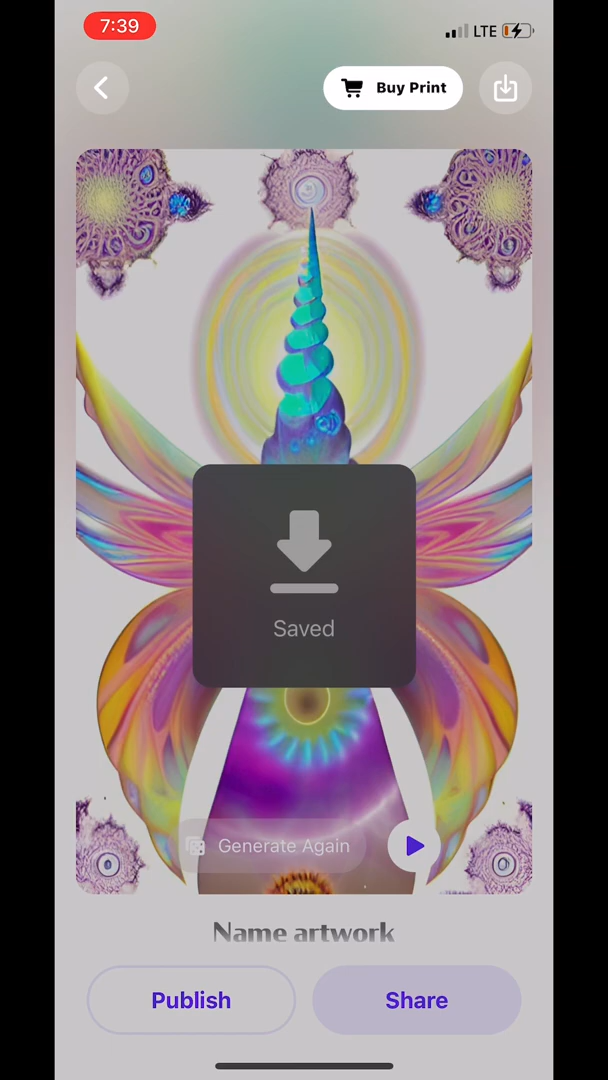 7:39
LTE
Buy Print
Saved
Generate Again
Name artwork
Publish
Share